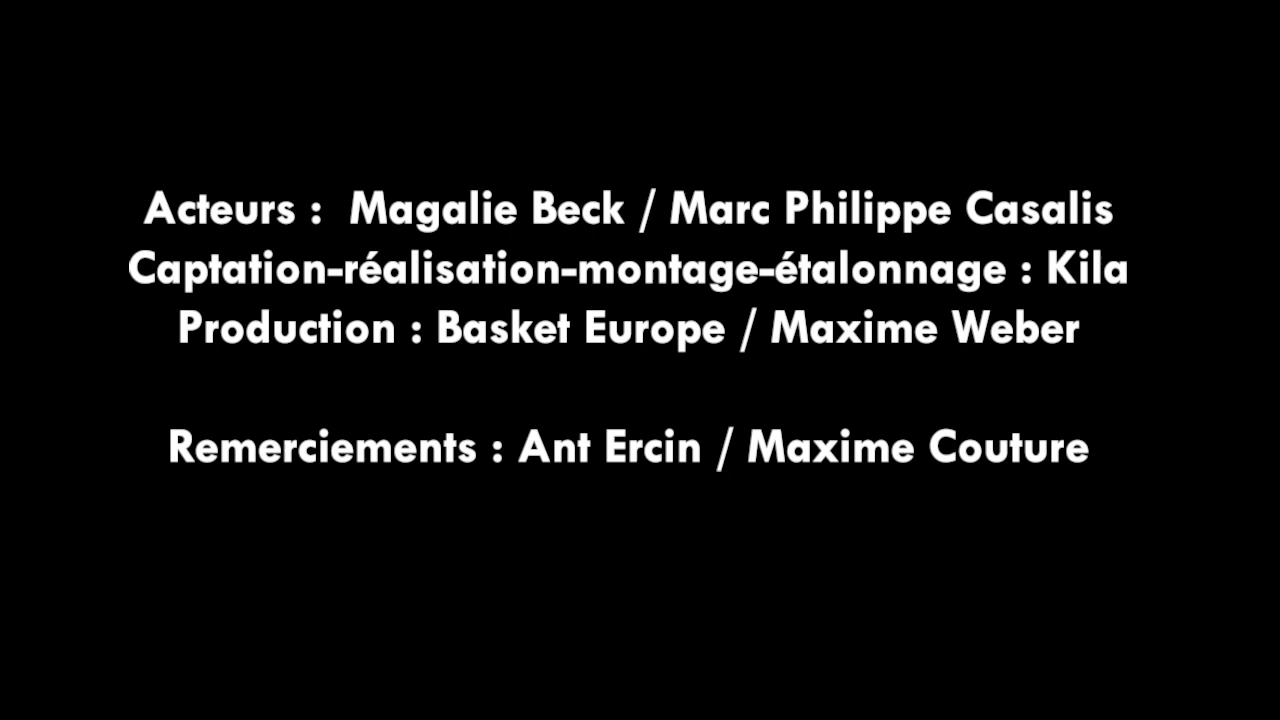 Acteurs :  Magalie Beck / Marc Philippe Casalis
Captation-réalisation-montage-étalonnage : Kila
Production : Basket Europe / Maxime Weber
Remerciements : Ant Ercin / Maxime Couture